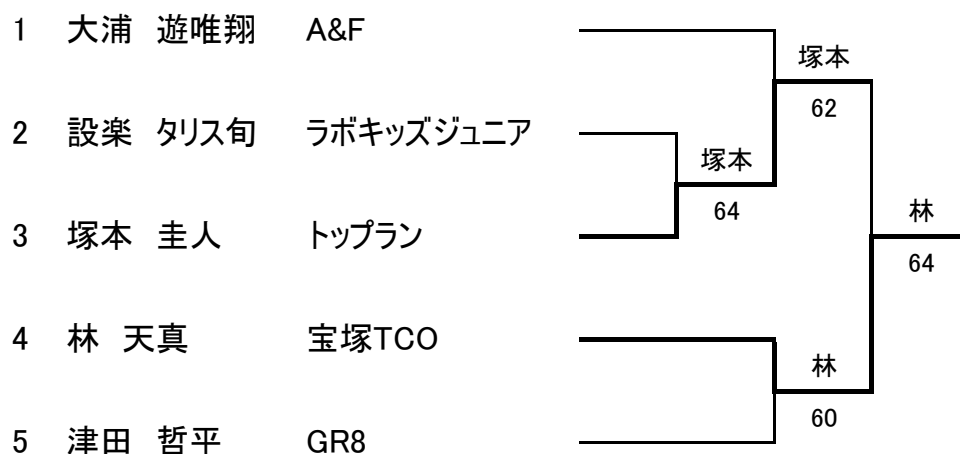 1 大浦 遊唯翔 A&F
塚本
62
2 設楽 タリス旬 ラボキッズジュニア
塚本
64
3 塚本 圭人 トップラン
林
64
4 林 天真 宝塚TCO
林
60
5 津田 哲平 GR8